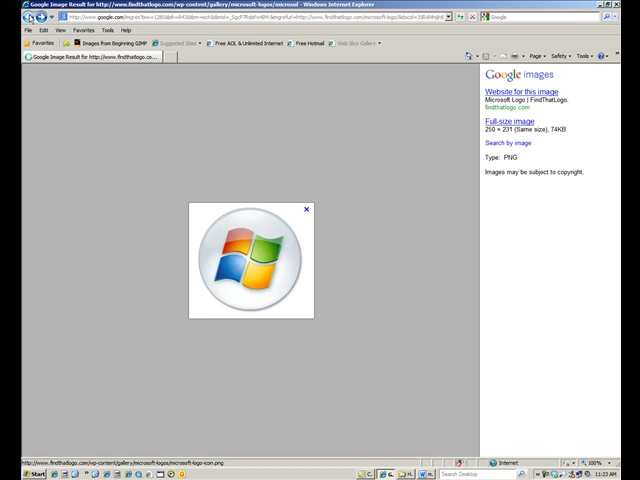 Google Image Result for http://www.findthatlogo.com/wp-content/gallery/microsoft-logos/microsof - Windows Internet Explorer
Google
File Edit View Favorites Tools Help
Favorites Images from Beginning GIMP Suggested Sites Free AOL & Unlimited Internet Free Hotmail Web Slice Gallery
Google Image Result for http://www.findthatlogo.co... Page Safety Tools
Google images
Website for this image
Microsoft Logo | FindThatLogo.
findthatlogo.com
Full-size image
250 × 231 (Same size), 74KB
Search by image
Type: PNG
Images may be subject to copyright.
http://www.findthatlogo.com/wp-content/gallery/microsoft-logos/microsoft-logo-icon.png Internet 100%
Start Search Desktop 11:23 AM